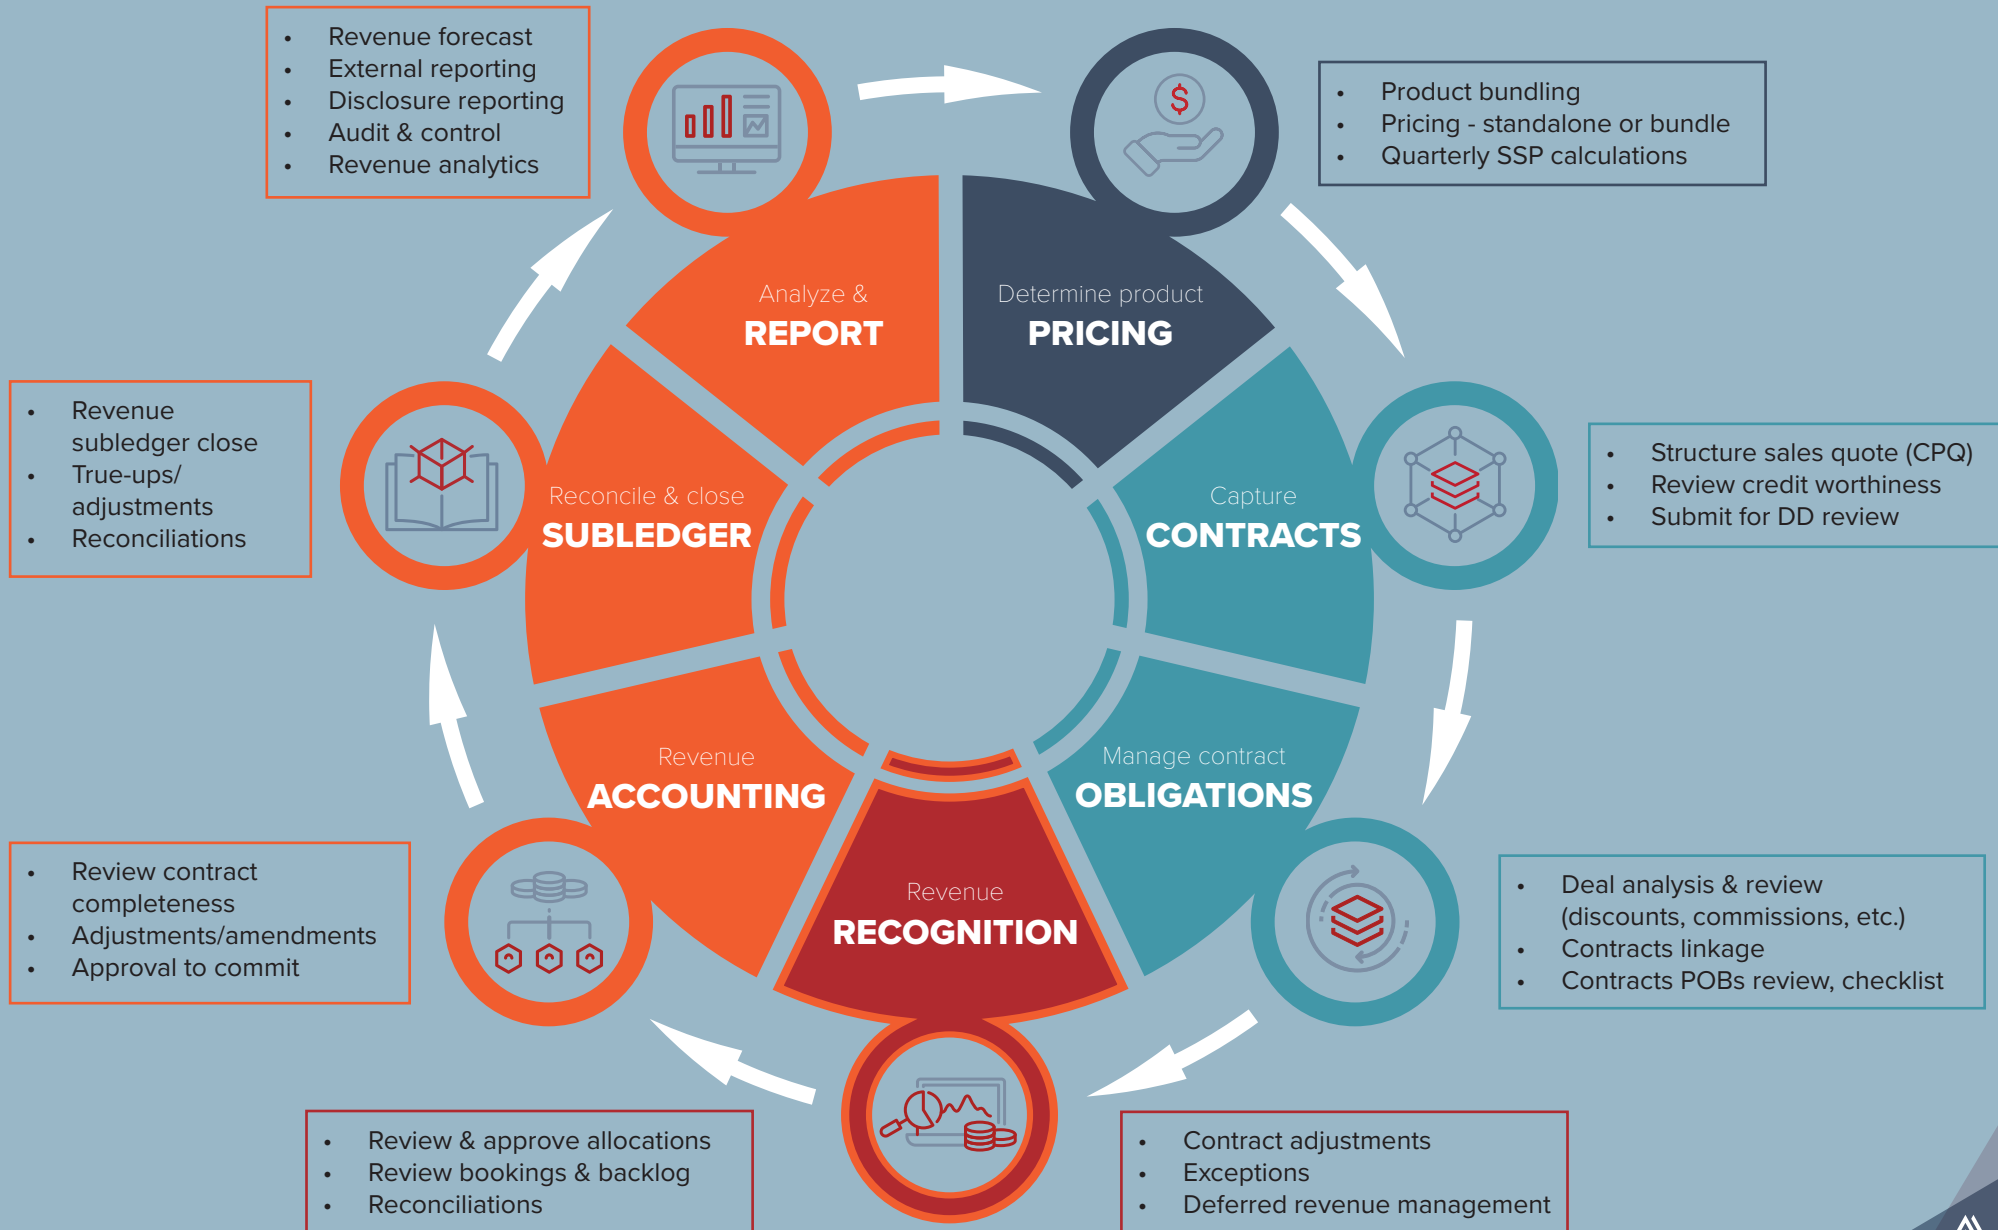 • Revenue forecast
• External reporting
• Disclosure reporting
• Audit & control
• Revenue analytics
$
• Product bundling
• Pricing - standalone or bundle
• Quarterly SSP calculations
Analyze &
REPORT
Determine product
PRICING
• Revenue
subledger close
• True-ups/
adjustments
• Reconciliations
Reconcile & close
SUBLEDGER
Capture
CONTRACTS
• Structure sales quote (CPQ)
• Review credit worthiness
• Submit for DD review
Revenue
ACCOUNTING
Manage contract
OBLIGATIONS
• Review contract
completeness
• Adjustments/amendments
• Approval to commit
Revenue
RECOGNITION
• Deal analysis & review
(discounts, commissions, etc.)
• Contracts linkage
• Contracts POBs review, checklist
• Review & approve allocations
• Review bookings & backlog
• Reconciliations
• Contract adjustments
• Exceptions
• Deferred revenue management